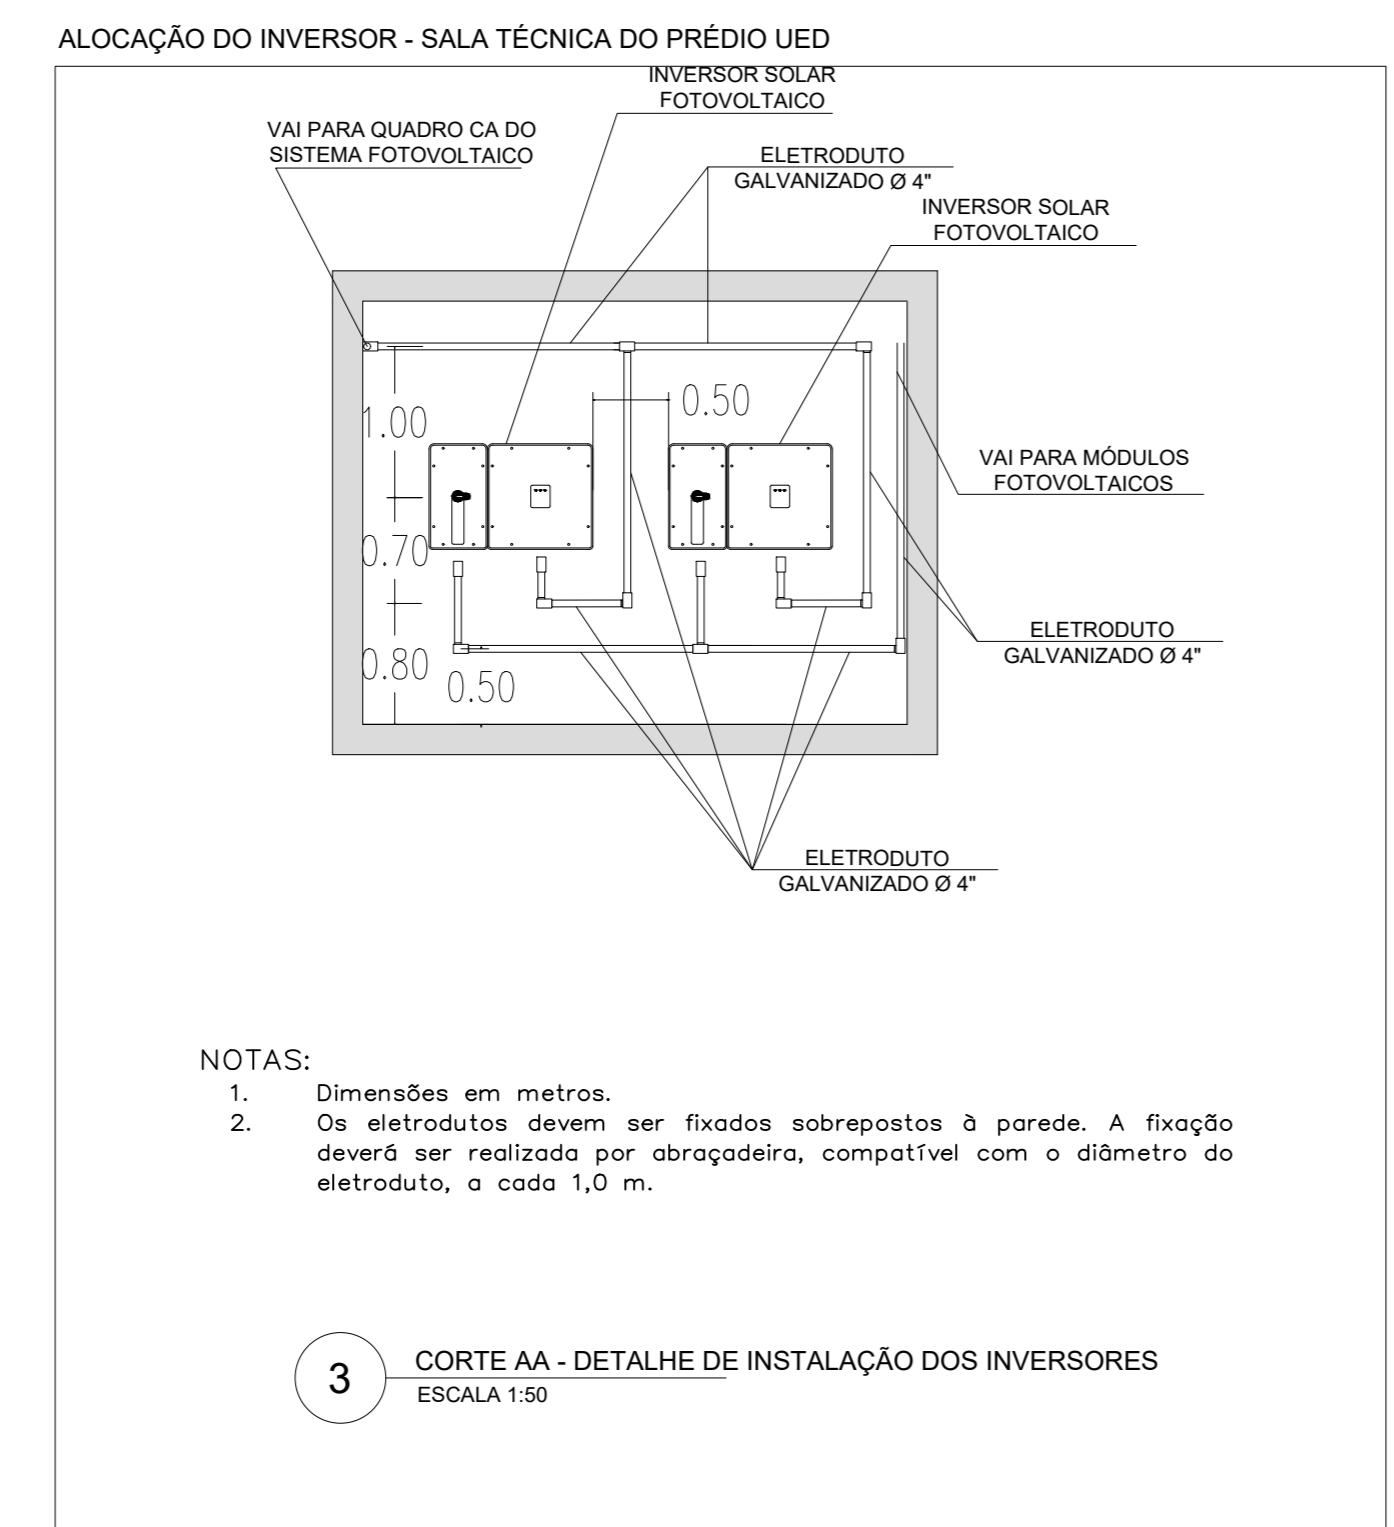 ALOCAÇÃO DO INVERSOR - SALA TÉCNICA DO PRÉDIO UED
INVERSOR SOLAR
FOTOVOLTAICO
VAI PARA QUADRO CA DO
SISTEMA FOTOVOLTAICO
ELETRODUTO
GALVANIZADO Ø 4"
INVERSOR SOLAR
FOTOVOLTAICO
0.50
1.00
VAI PARA MÓDULOS
FOTOVOLTAICOS
0.70
ELETRODUTO
GALVANIZADO Ø 4"
0.80
0.50
ELETRODUTO
GALVANIZADO Ø 4"
NOTAS:
1. Dimensões em metros.
2. Os eletrodutos devem ser fixados sobrepostos à parede. A fixação
deverá ser realizada por abraçadeira, compatível com o diâmetro do
eletroduto, a cada 1,0 m.
3
CORTE AA - DETALHE DE INSTALAÇÃO DOS INVERSORES
ESCALA 1:50